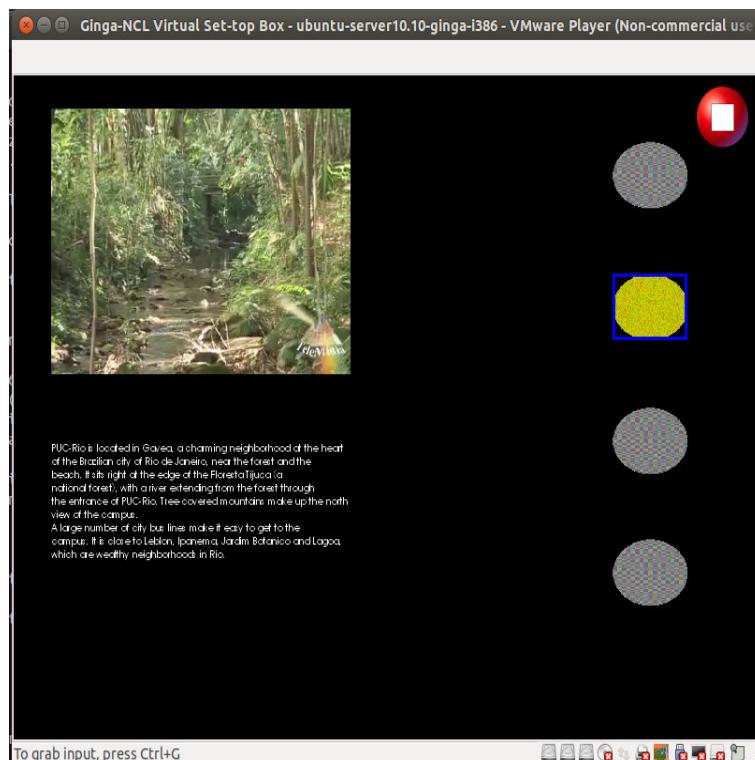 Ginga-NCL Virtual Set-top Box - ubuntu-server10.10-ginga-i386 - VMware Player (Non-commercial use
TeleMídia
PUC-Rio is located in Gavea, a charming neighborhood at the heart
of the Brazilian city of Rio de Janeiro, near the forest and the
beach. It sits right at the edge of the Floresta Tijuca (a
national forest), with a river extending from the forest through
the entrance of PUC-Rio. Tree covered mountains make up the north
view of the campus.
A large number of city bus lines make it easy to get to the
campus. It is close to Leblon, Ipanema, Jardim Botanico and Lagoa,
which are wealthy neighborhoods in Rio.
To grab input, press Ctrl+G